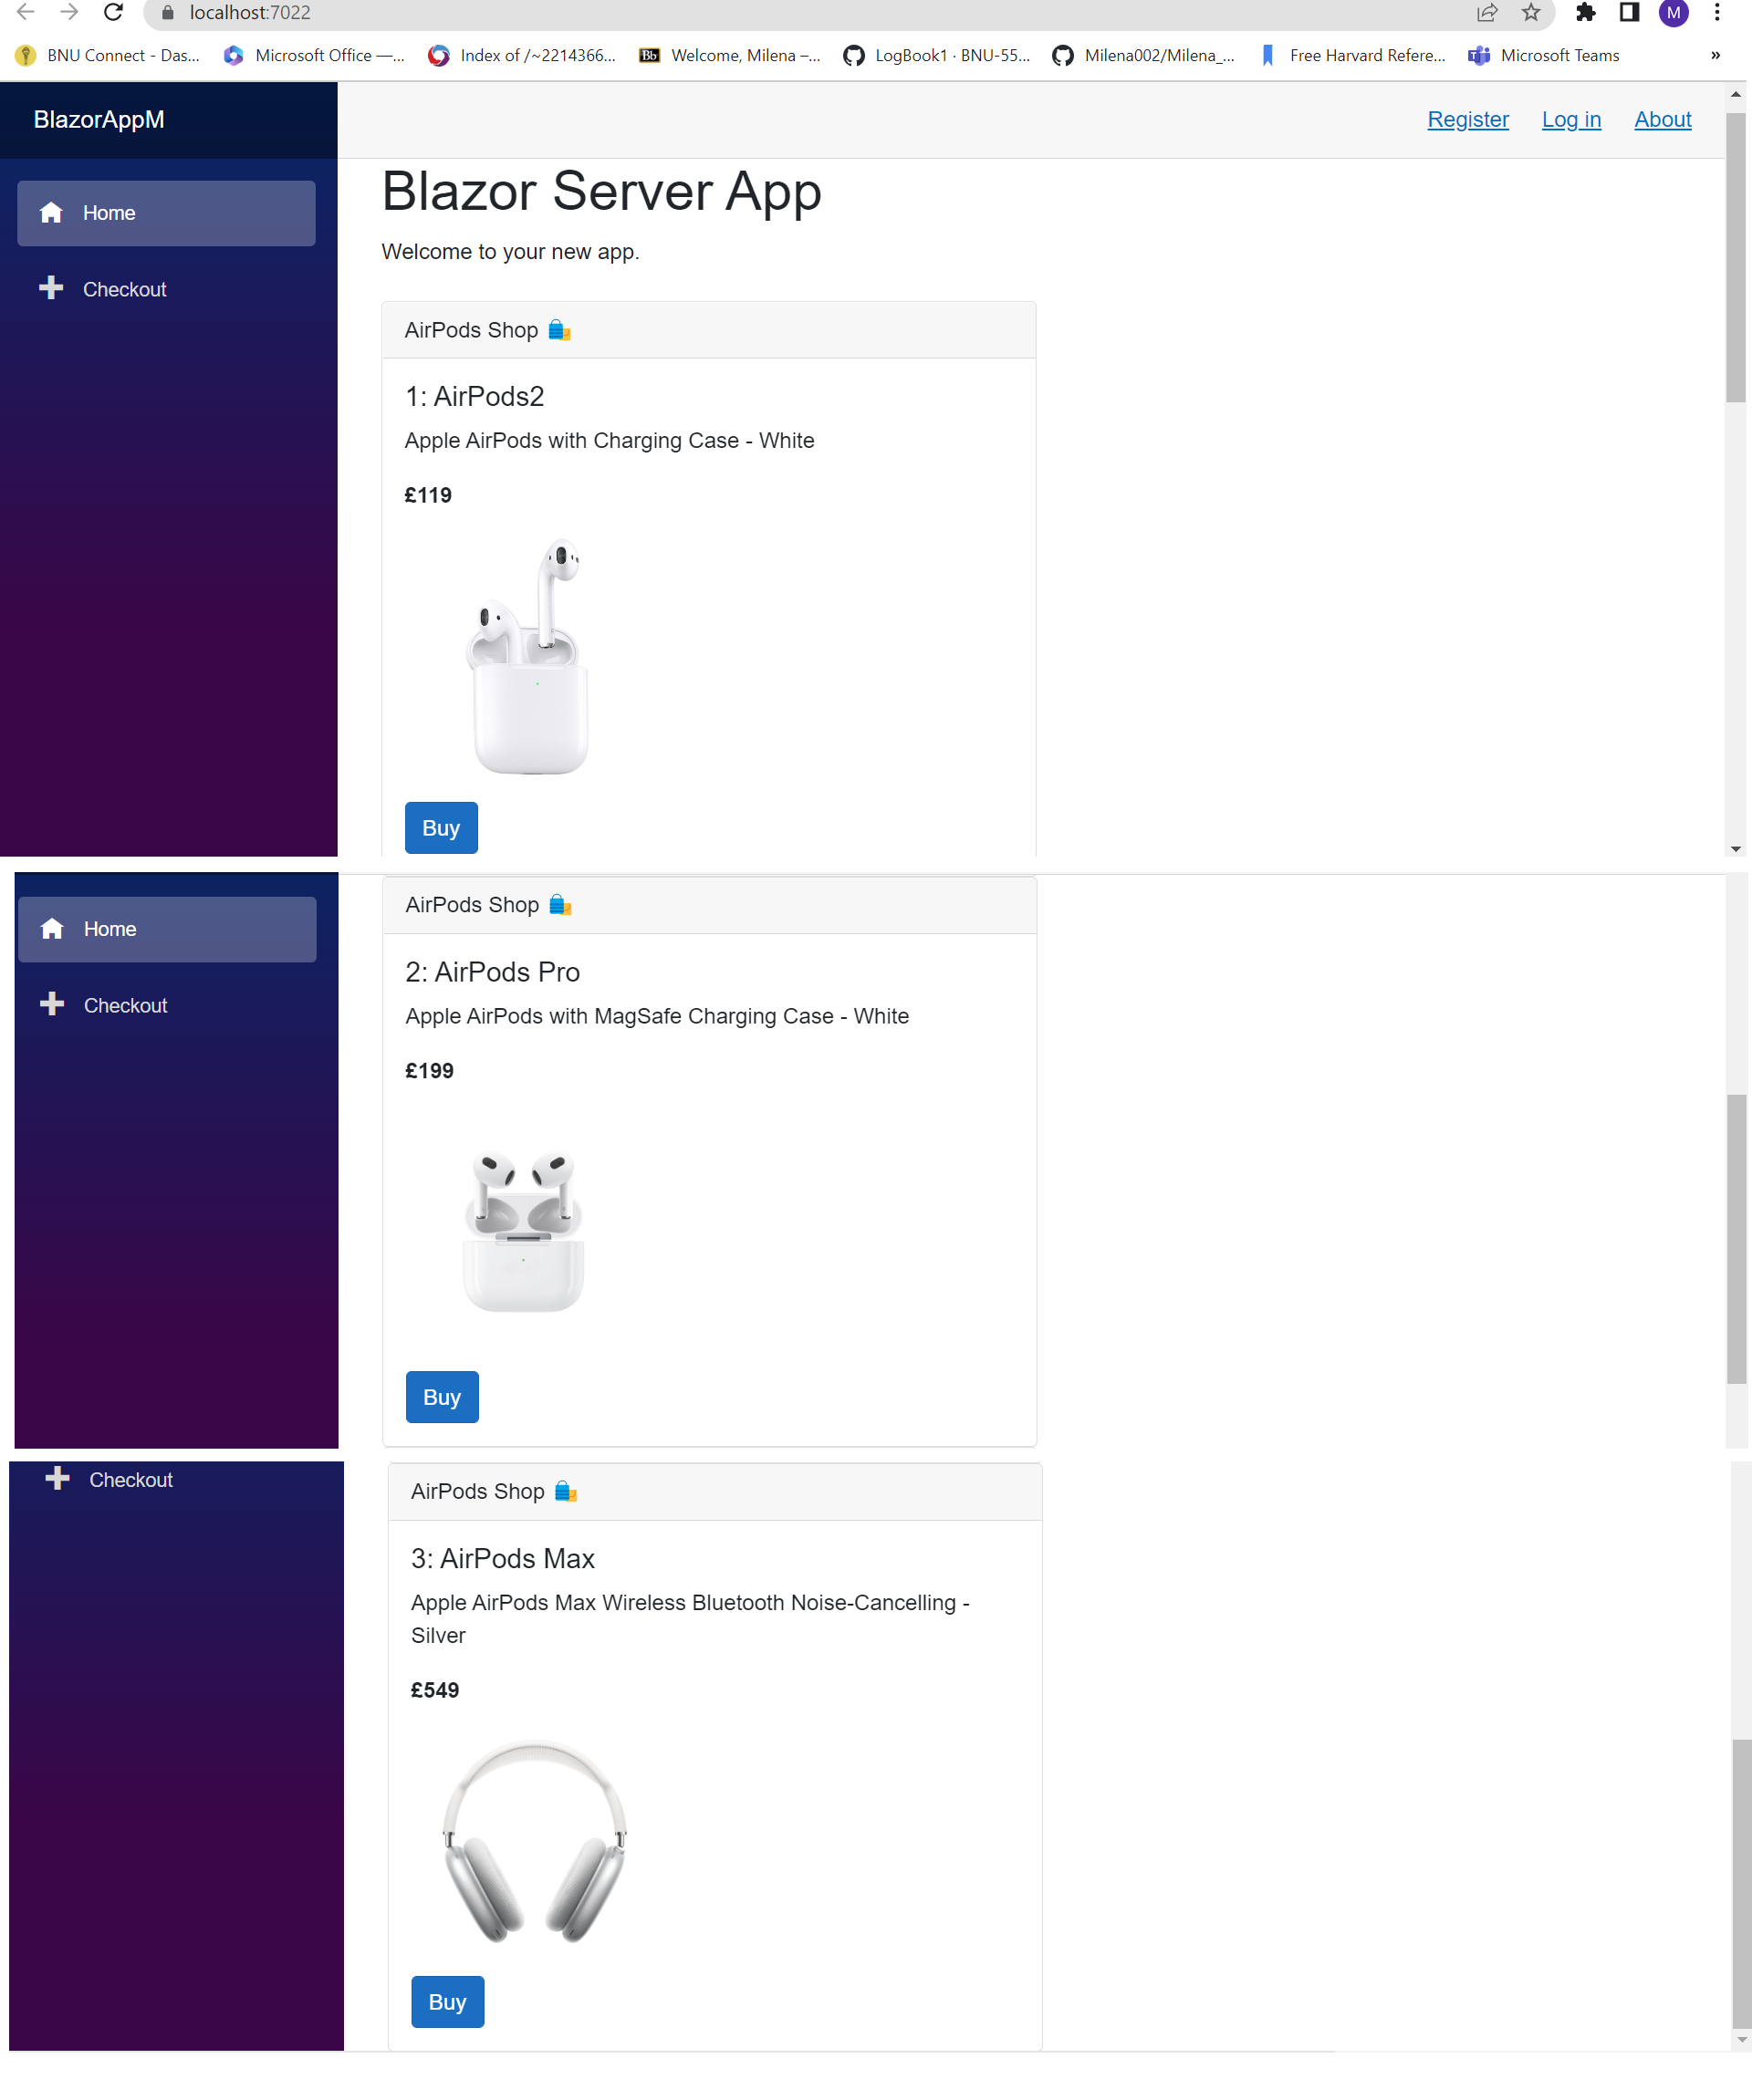 localhost:7022
M
BNU Connect - Das...
Microsoft Office —...
Index of /~2214366...
Bb Welcome, Milena –...
LogBook1 · BNU-55...
Milena002/Milena_...
Free Harvard Refere...
Microsoft Teams
»
BlazorAppM
Register Log in About
Home
Checkout
Blazor Server App
Welcome to your new app.
AirPods Shop 🛍️
1: AirPods2
Apple AirPods with Charging Case - White
£119
Buy
Home
Checkout
AirPods Shop 🛍️
2: AirPods Pro
Apple AirPods with MagSafe Charging Case - White
£199
Buy
Checkout
AirPods Shop 🛍️
3: AirPods Max
Apple AirPods Max Wireless Bluetooth Noise-Cancelling -
Silver
£549
Buy